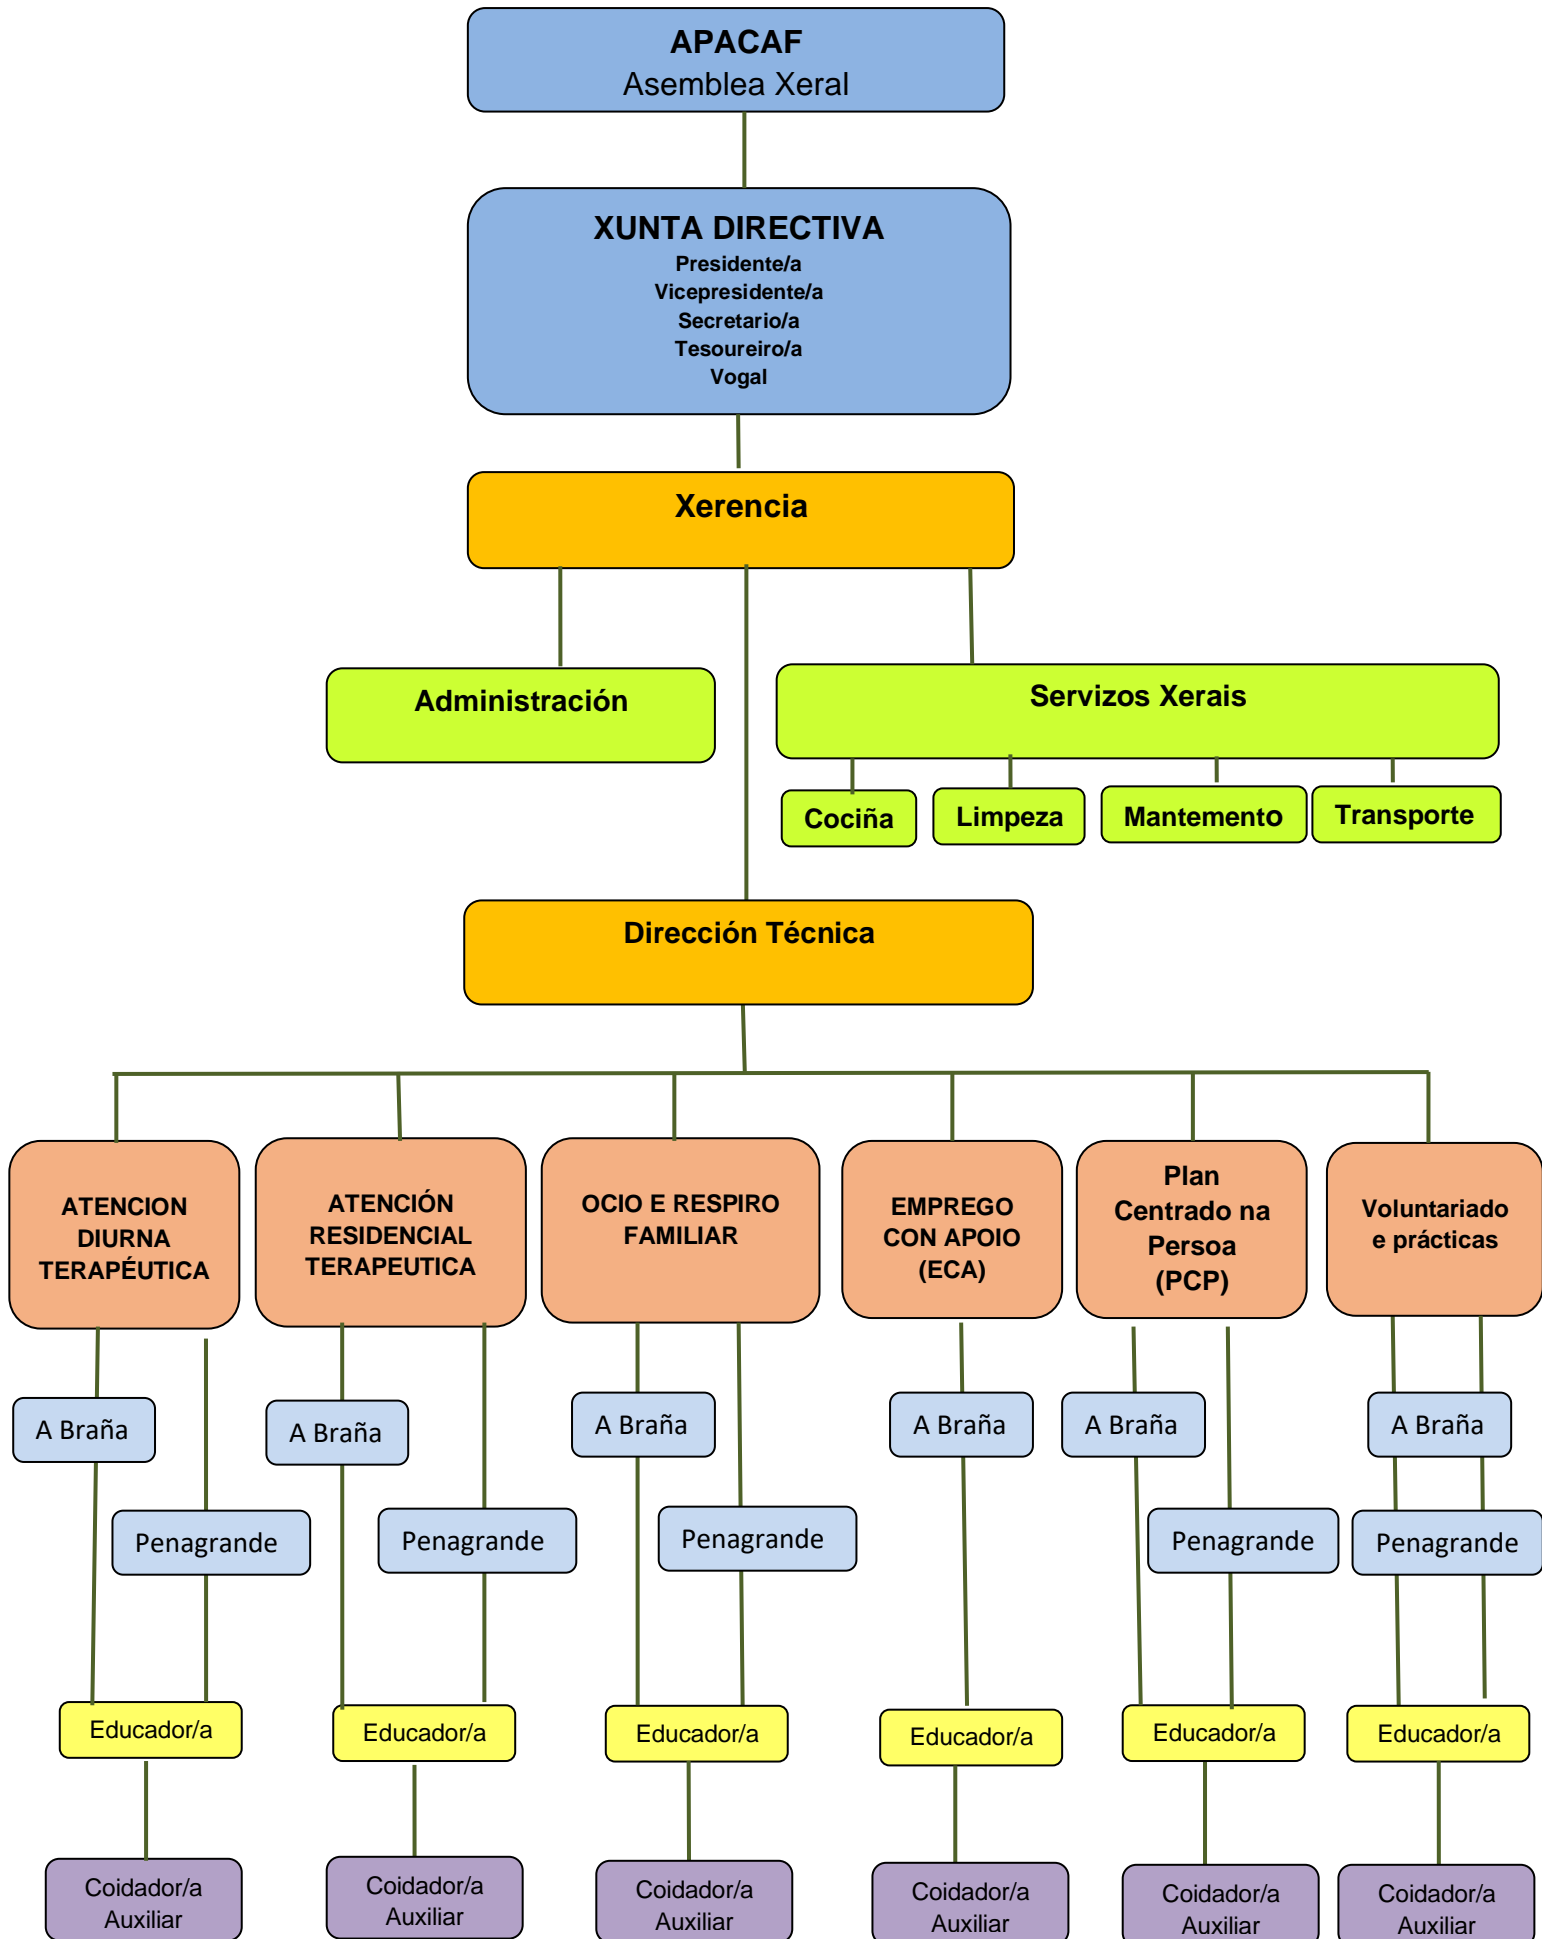 APACAF
Asemblea Xeral
XUNTA DIRECTIVA
Presidente/a
Vicepresidente/a
Secretario/a
Tesoureiro/a
Vogal
Xerencia
Administración
Servizos Xerais
Cociña
Limpeza
Mantemento
Transporte
Dirección Técnica
ATENCION
DIURNA
TERAPÉUTICA
ATENCIÓN
RESIDENCIAL
TERAPEUTICA
OCIO E RESPIRO
FAMILIAR
EMPREGO
CON APOIO
(ECA)
Plan
Centrado na
Persoa
(PCP)
Voluntariado
e prácticas
A Braña
A Braña
A Braña
A Braña
A Braña
A Braña
Penagrande
Penagrande
Penagrande
Penagrande
Penagrande
Educador/a
Educador/a
Educador/a
Educador/a
Educador/a
Educador/a
Coidador/a
Auxiliar
Coidador/a
Auxiliar
Coidador/a
Auxiliar
Coidador/a
Auxiliar
Coidador/a
Auxiliar
Coidador/a
Auxiliar